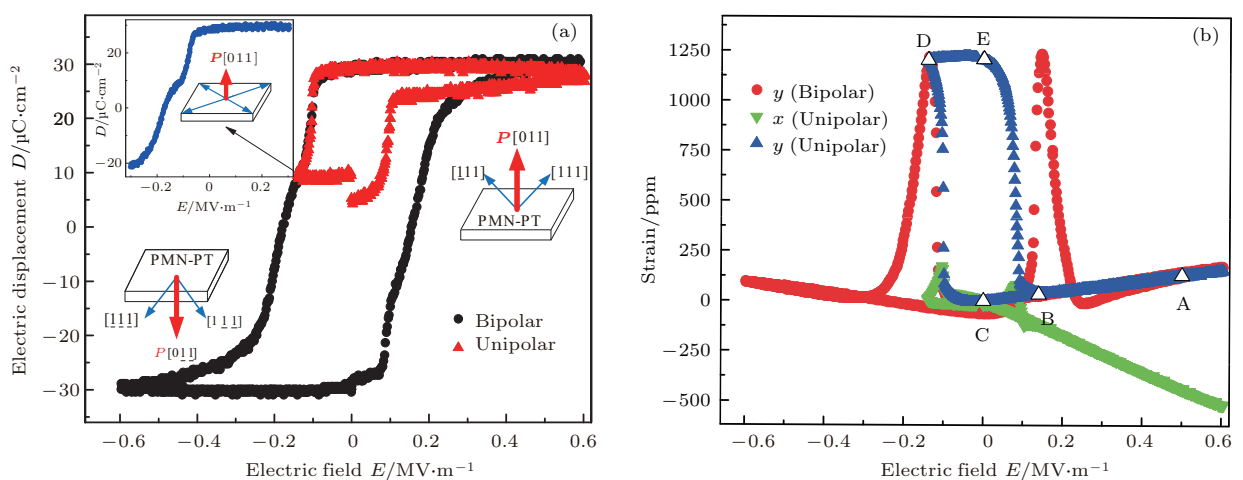 (a)
Electric displacement D/µC·cm−2
30
20
10
0
−10
−20
−30
−0.6
−0.4
−0.2
0
0.2
0.4
0.6
Electric field E/MV·m−1
D/µC·cm−2
20
0
−20
−0.2
0
0.2
E/MV·m−1
P[011]
P[011]
[1̲11]
[111]
PMN-PT
PMN-PT
[1̲1̲1̲]
[11̲1̲]
P[01̲1̲]
Bipolar
Unipolar
(b)
Strain/ppm
1250
1000
750
500
250
0
−250
−500
−0.6
−0.4
−0.2
0
0.2
0.4
0.6
Electric field E/MV·m−1
D
E
y (Bipolar)
x (Unipolar)
y (Unipolar)
A
B
C